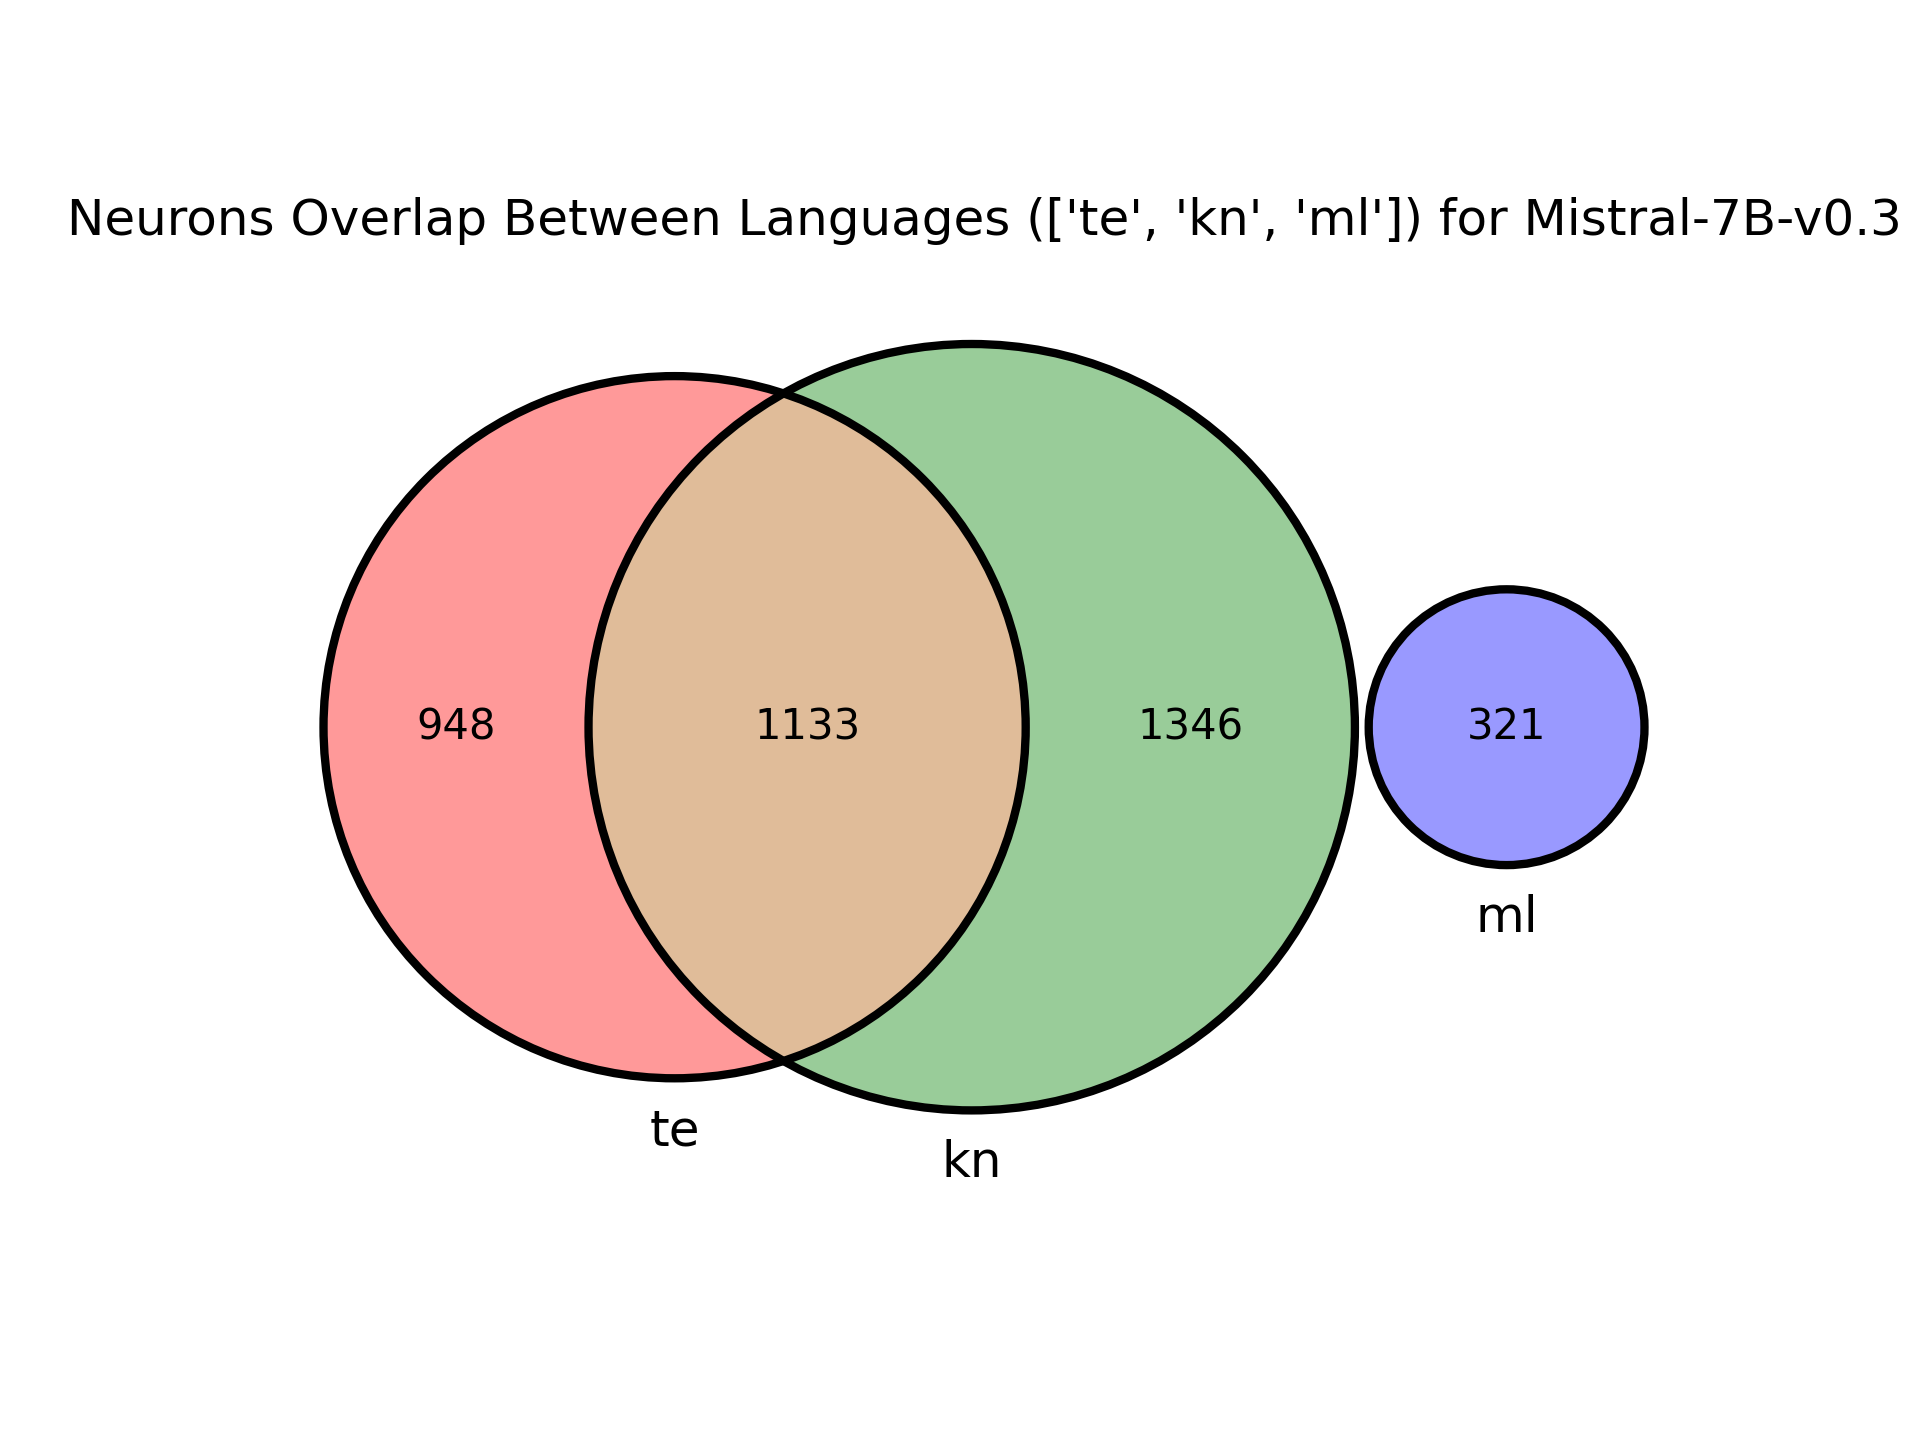 Neurons Overlap Between Languages (['te', 'kn', 'ml']) for Mistral-7B-v0.3
948
1133
1346
321
ml
te
kn